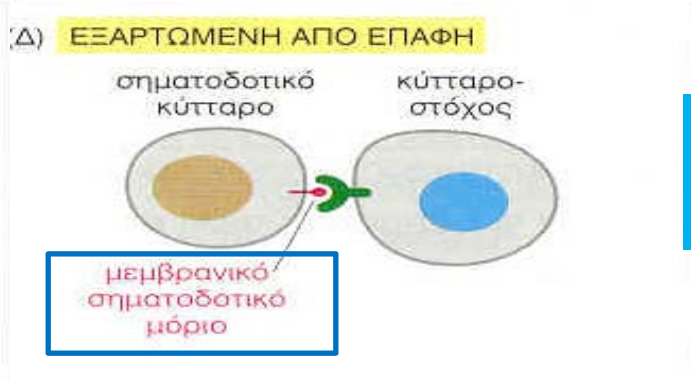 (Δ) ΕΞΑΡΤΩΜΕΝΗ ΑΠΟ ΕΠΑΦΗ
σηματοδοτικό
κύτταρο
κύτταρο-
στόχος
μεμβρανικό
σηματοδοτικό
μόριο